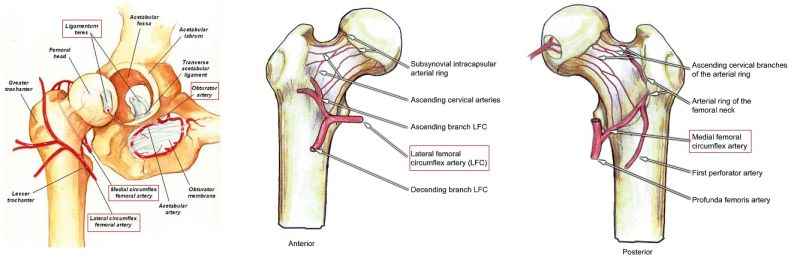 Ligamentum
teres
Acetabular
fossa
Acetabular
labrum
Femoral
head
Tranverse
acetabular
ligament
Greater
trochanter
Obturator
artery
Lesser
trochanter
Medial circumflex
femoral artery
Acetabular
artery
Obturator
membrane
Lateral circumflex
femoral artery
Subsynovial intracapsular
arterial ring
Ascending cervical arteries
Ascending branch LFC
Lateral femoral
circumflex artery (LFC)
Decending branch LFC
Anterior
Ascending cervical branches
of the arterial ring
Arterial ring of the
femoral neck
Medial femoral
circumflex artery
First perforator artery
Profunda femoris artery
Posterior